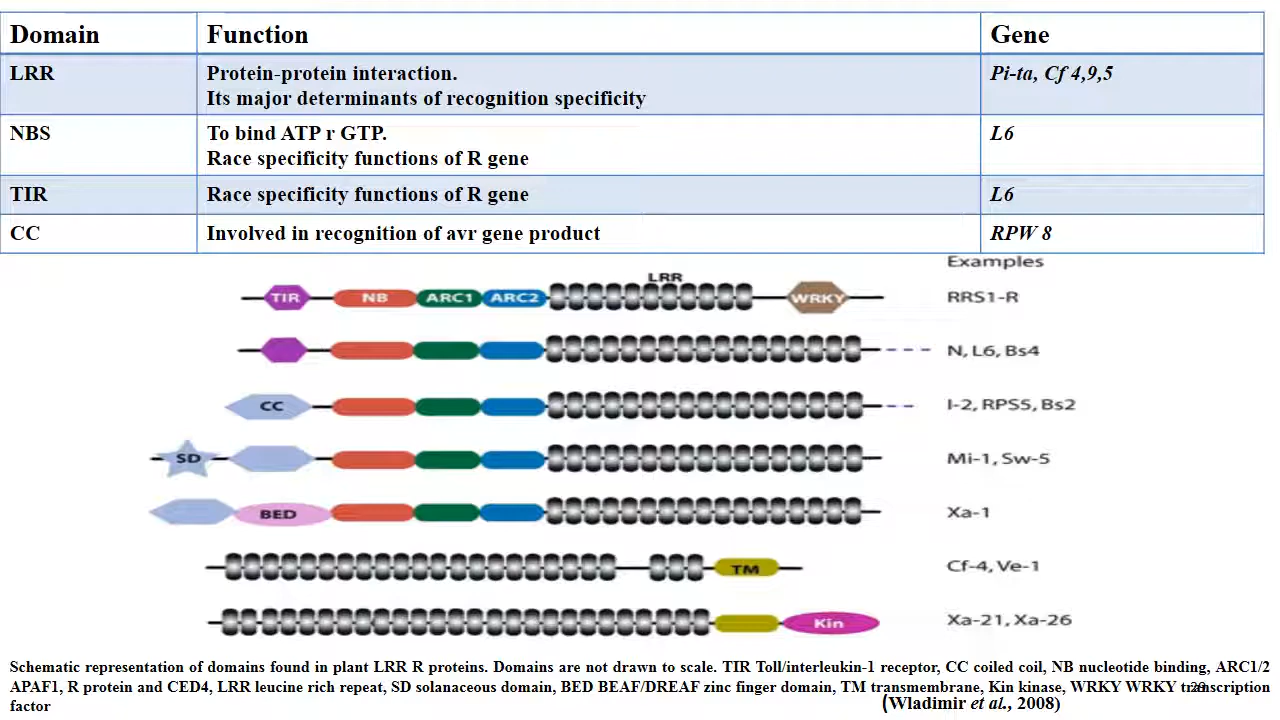 Domain Function Gene
LRR Protein-protein interaction. Pi-ta, Cf 4,9,5
Its major determinants of recognition specificity
NBS To bind ATP r GTP. L6
Race specificity functions of R gene
TIR Race specificity functions of R gene L6
CC Involved in recognition of avr gene product RPW 8
Examples
LRR
TIR NB ARC1 ARC2 WRKY RRS1-R
N, L6, Bs4
CC I-2, RPS5, Bs2
SD Mi-1, Sw-5
BED Xa-1
TM Cf-4, Ve-1
Kin Xa-21, Xa-26
Schematic representation of domains found in plant LRR R proteins. Domains are not drawn to scale. TIR Toll/interleukin-1 receptor, CC coiled coil, NB nucleotide binding, ARC1/2
APAF1, R protein and CED4, LRR leucine rich repeat, SD solanaceous domain, BED BEAF/DREAF zinc finger domain, TM transmembrane, Kin kinase, WRKY WRKY transcription
factor
(Wladimir et al., 2008)